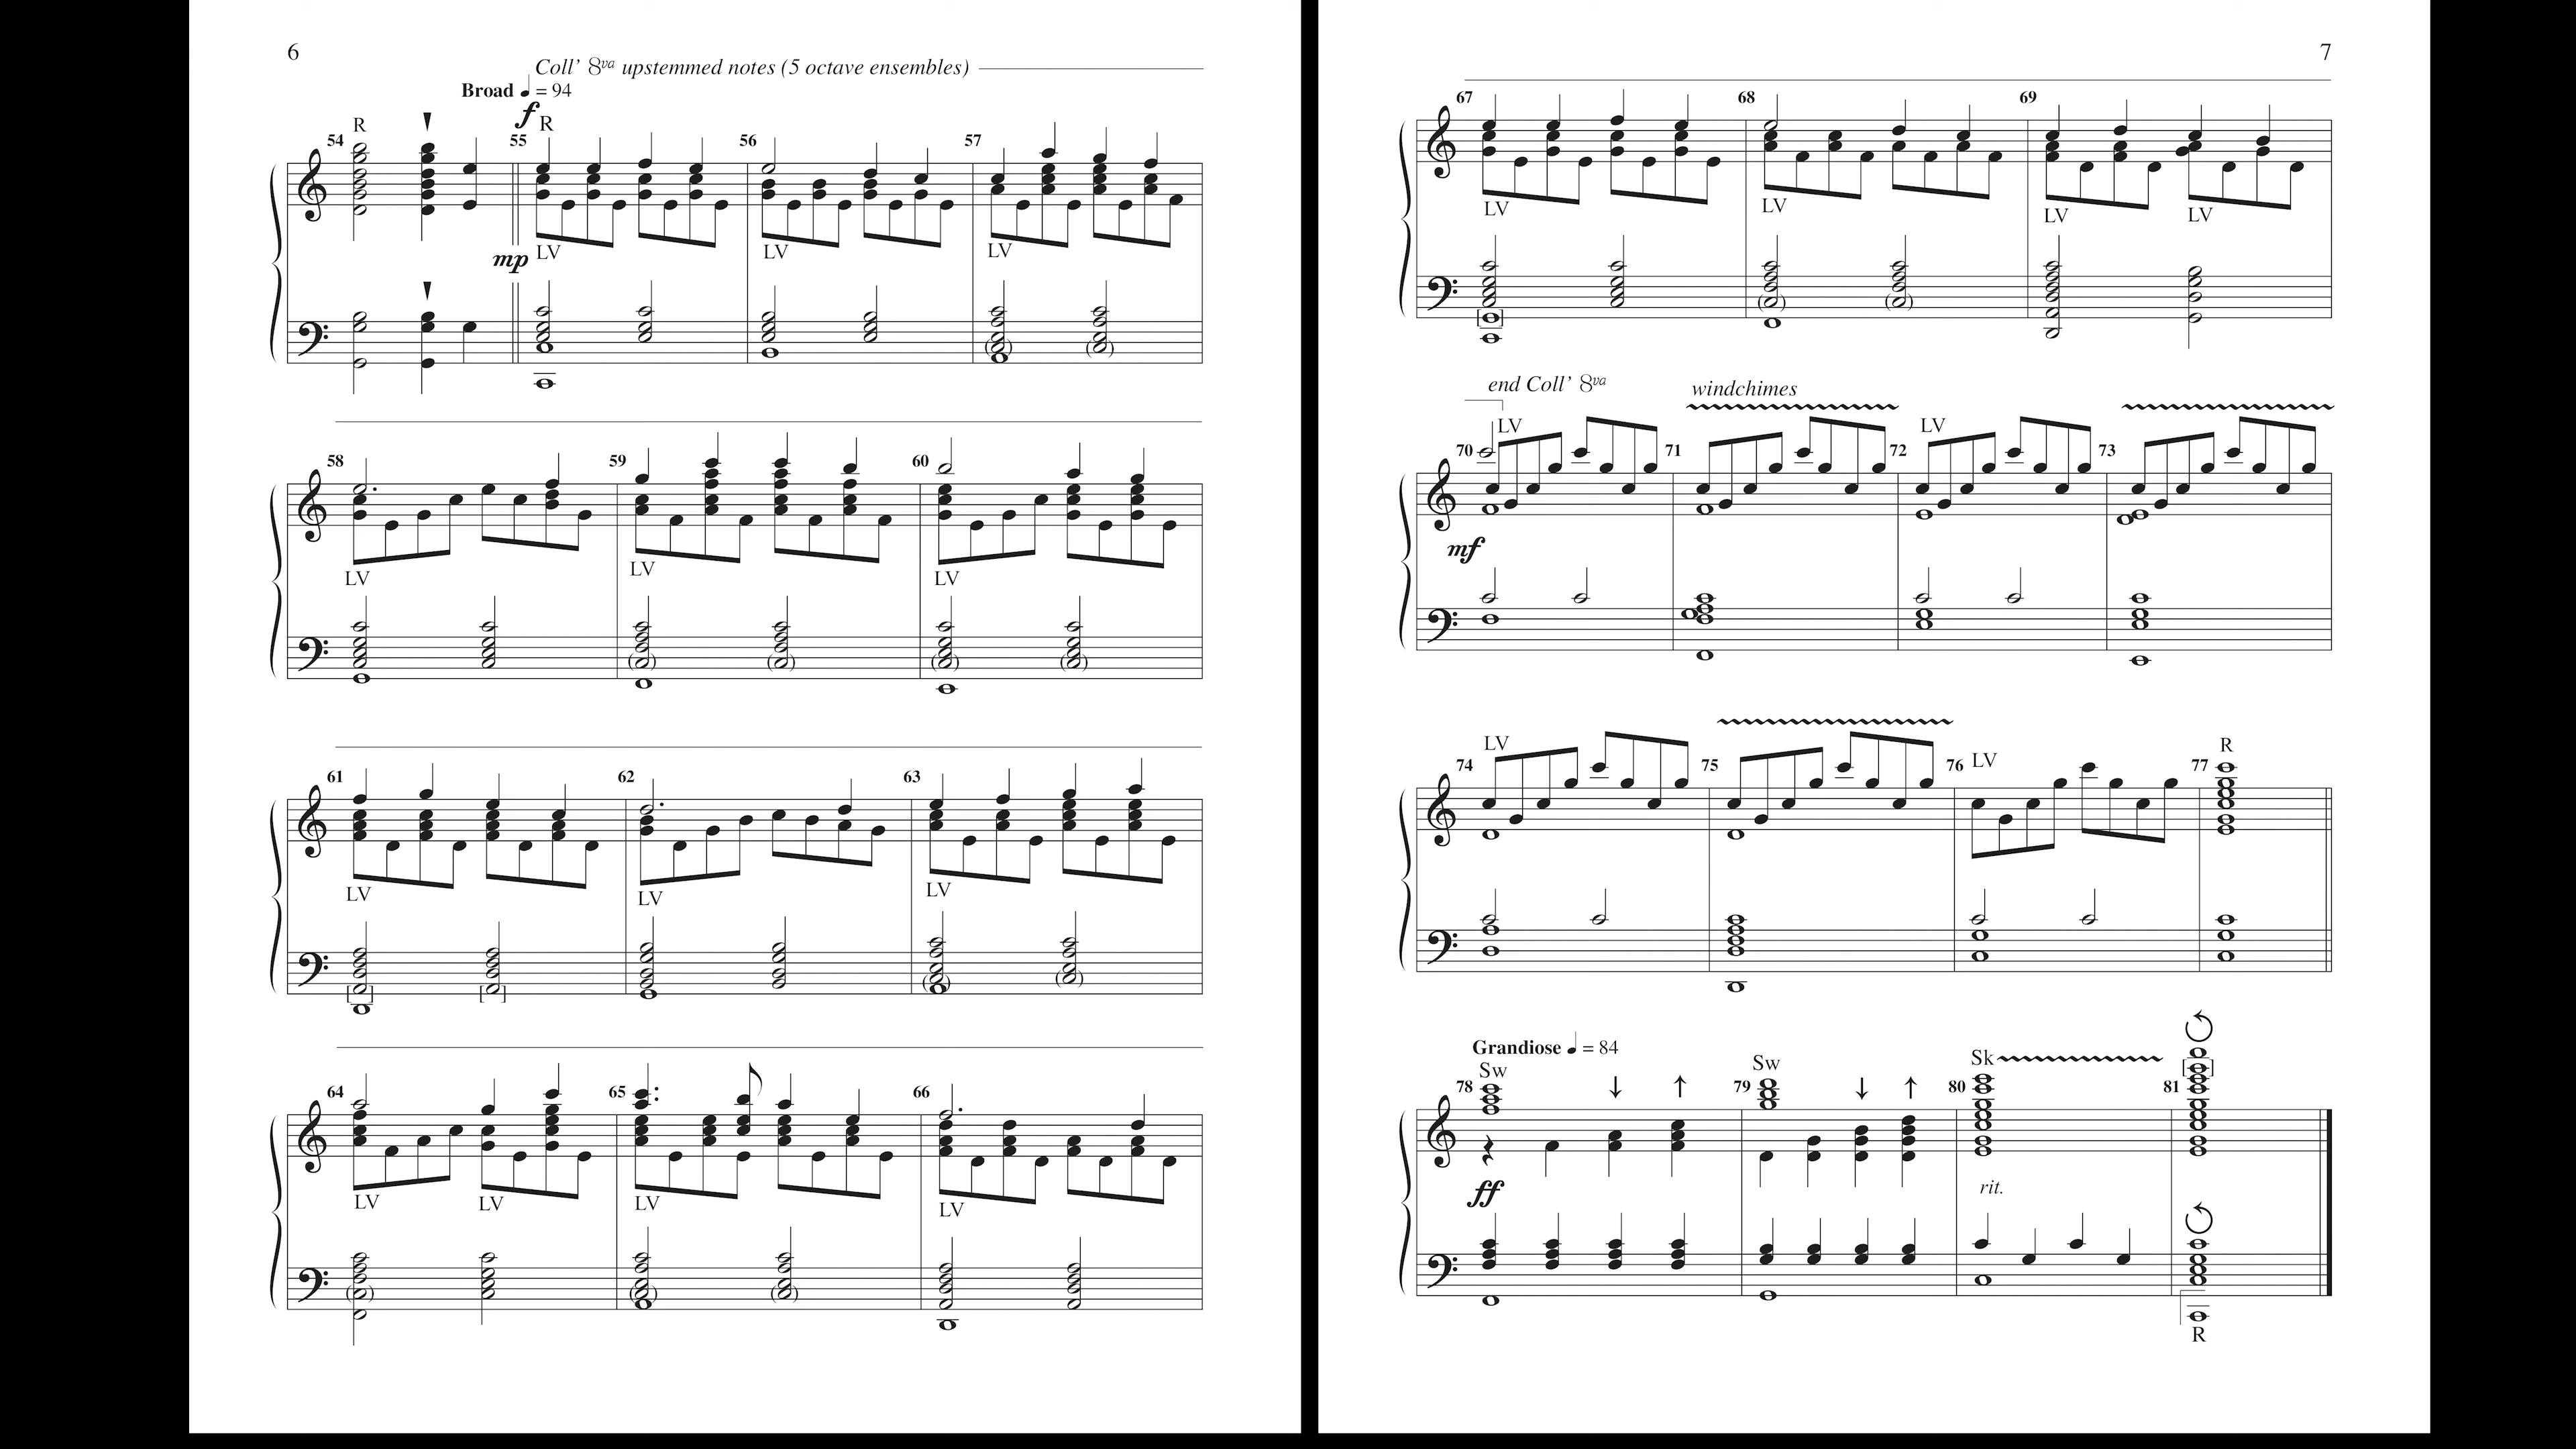 6
Coll’ 8va upstemmed notes (5 octave ensembles)
Broad ♩ = 94
f
54 R 55 R 56 57
mp LV LV LV
58 59 60
LV LV LV
61 62 63
LV LV LV
64 65 66
LV LV LV LV LV
7
67 68 69
LV LV LV LV
end Coll’ 8va windchimes
70 LV 71 72 LV 73
mf
74 LV 75 76 LV 77 R
Grandiose ♩ = 84
78 Sw 79 Sw 80 Sk 81
ff rit.
R